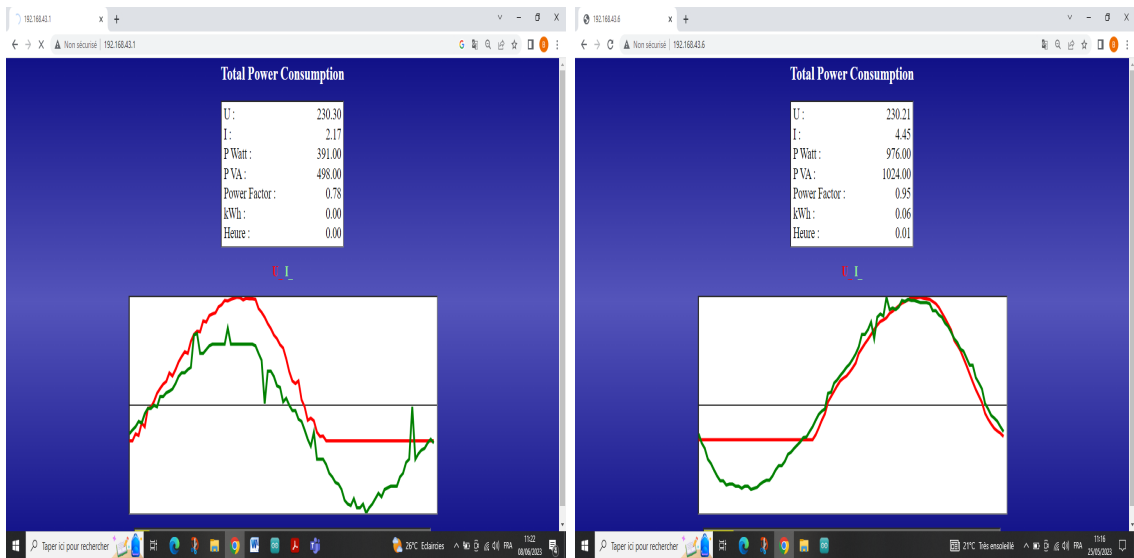 192.168.43.1
Non sécurisé 192.168.43.1
Total Power Consumption
U : 230.30
I : 2.17
P Watt : 391.00
P VA : 498.00
Power Factor : 0.78
kWh : 0.00
Heure : 0.00
I_
Taper ici pour rechercher
26°C Eclaircies
FRA
11:22
08/06/2023
192.168.43.6
Non sécurisé 192.168.43.6
Total Power Consumption
U : 230.21
I : 4.45
P Watt : 976.00
P VA : 1024.00
Power Factor : 0.95
kWh : 0.06
Heure : 0.01
I_
Taper ici pour rechercher
21°C Très ensoleillé
FRA
11:16
25/05/2023